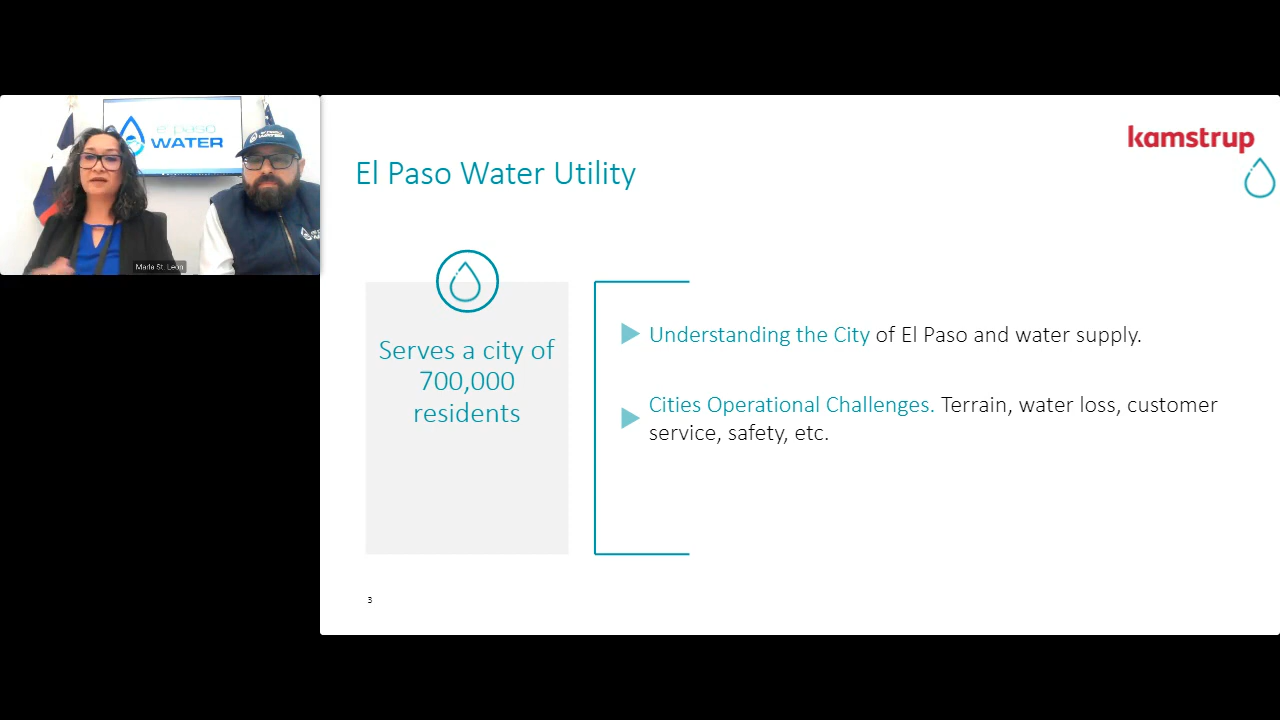 el paso
WATER
Marla St. Leon
kamstrup
El Paso Water Utility
Serves a city of
700,000
residents
Understanding the City of El Paso and water supply.
Cities Operational Challenges. Terrain, water loss, customer
service, safety, etc.
3